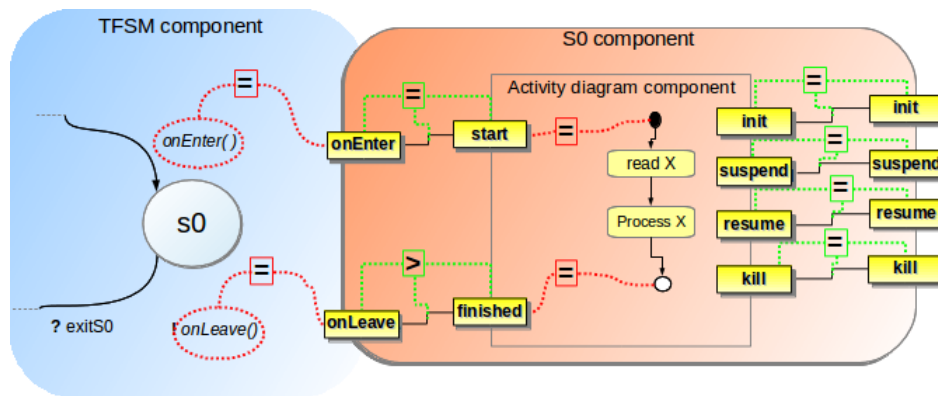 TFSM component
S0 component
Activity diagram component
=
=
=
=
onEnter( )
onEnter
start
=
init
init
read X
=
suspend
suspend
s0
Process X
=
resume
resume
=
>
=
=
kill
kill
? exitS0
onLeave()
onLeave
finished